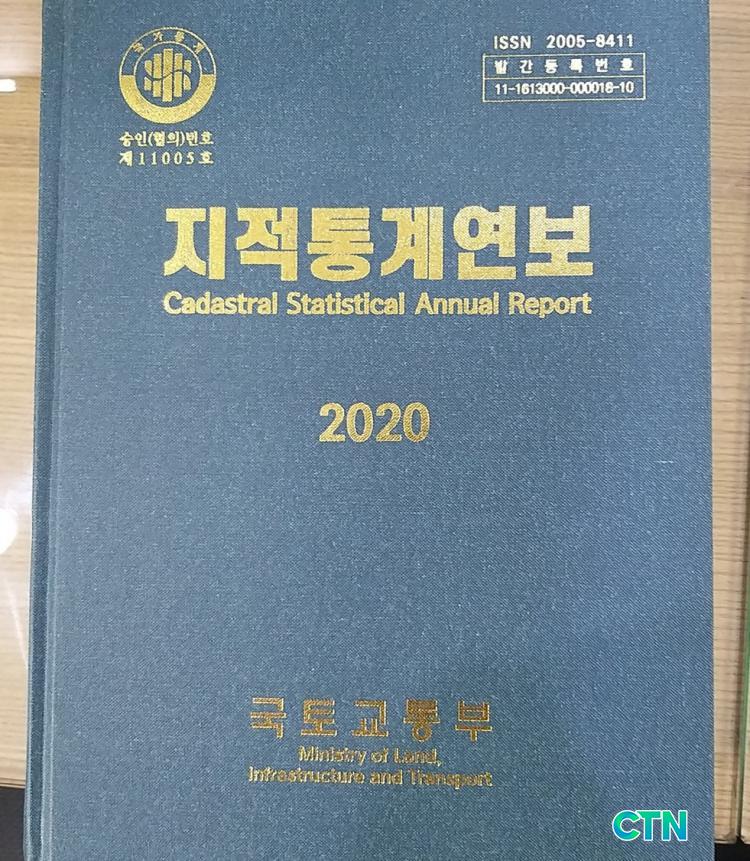 국가통계
승인(협의)번호
제11005호
ISSN 2005-8411
발간등록번호
11-1613000-000018-10
지적통계연보
Cadastral Statistical Annual Report
2020
국토교통부
Ministry of Land,
Infrastructure and Transport
CTN